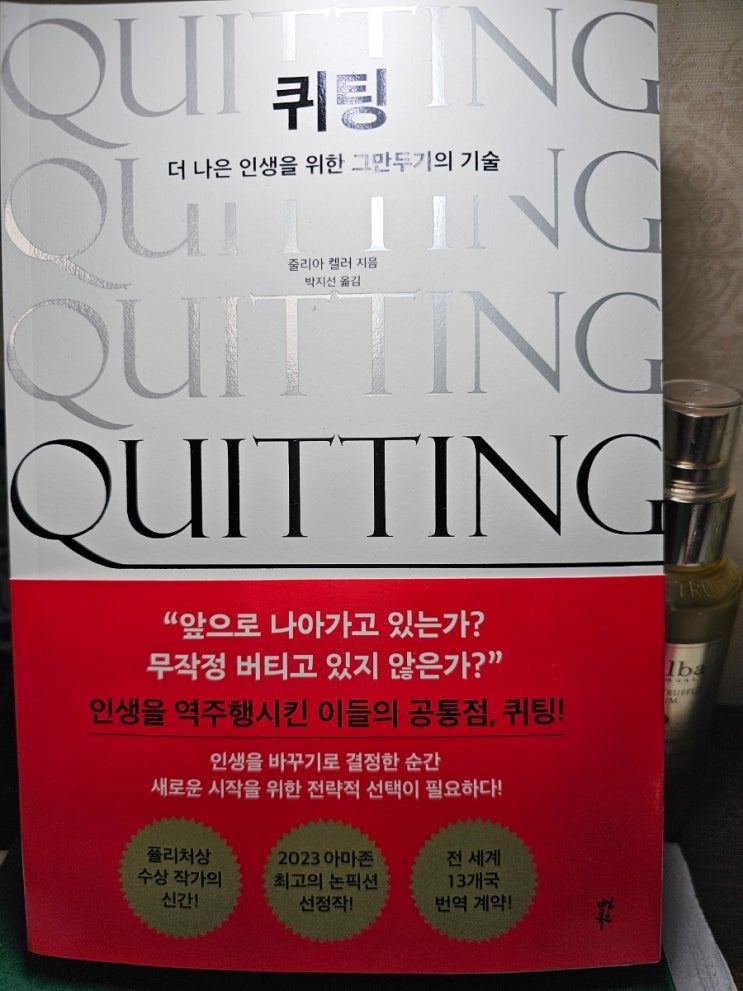 QUITTING
퀴팅
더 나은 인생을 위한 그만두기의 기술
QUITTING
줄리아 켈러 지음
박지선 옮김
QUITTING
QUITTING
“앞으로 나아가고 있는가?
무작정 버티고 있지 않은가?”
인생을 역주행시킨 이들의 공통점, 퀴팅!
인생을 바꾸기로 결정한 순간
새로운 시작을 위한 전략적 선택이 필요하다!
퓰리처상
수상 작가의
신간!
2023 아마존
최고의 논픽션
선정작!
전 세계
13개국
번역 계약!
다산
북스